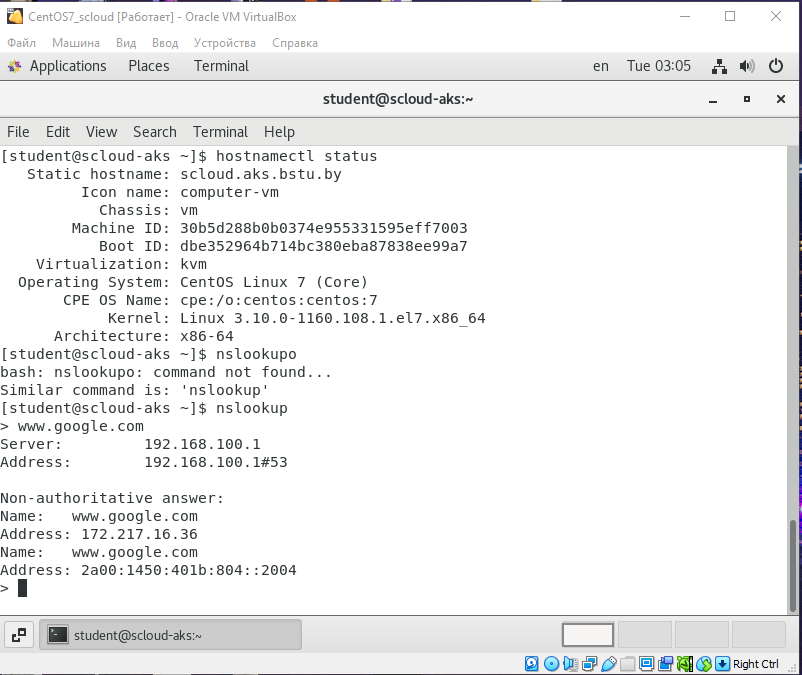 CentOS7_scloud [Работает] - Oracle VM VirtualBox
Файл Машина Вид Ввод Устройства Справка
Applications Places Terminal en Tue 03:05
student@scloud-aks:~
File Edit View Search Terminal Help
[student@scloud-aks ~]$ hostnamectl status
Static hostname: scloud.aks.bstu.by
Icon name: computer-vm
Chassis: vm
Machine ID: 30b5d288b0b0374e955331595eff7003
Boot ID: dbe352964b714bc380eba87838ee99a7
Virtualization: kvm
Operating System: CentOS Linux 7 (Core)
CPE OS Name: cpe:/o:centos:centos:7
Kernel: Linux 3.10.0-1160.108.1.el7.x86_64
Architecture: x86-64
[student@scloud-aks ~]$ nslookupo
bash: nslookupo: command not found...
Similar command is: 'nslookup'
[student@scloud-aks ~]$ nslookup
> www.google.com
Server: 192.168.100.1
Address: 192.168.100.1#53
Non-authoritative answer:
Name: www.google.com
Address: 172.217.16.36
Name: www.google.com
Address: 2a00:1450:401b:804::2004
>
student@scloud-aks:~
Right Ctrl